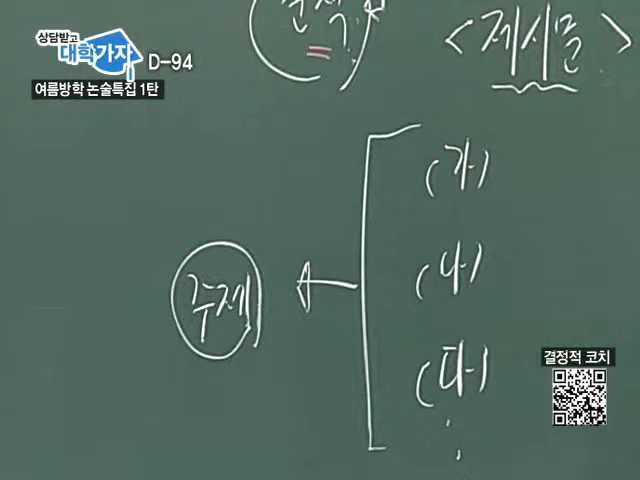 상담받고
대학가자
D-94
여름방학 논술특집 1탄
<제시문>
(가)
(나)
주제
(다)
결정적 코치